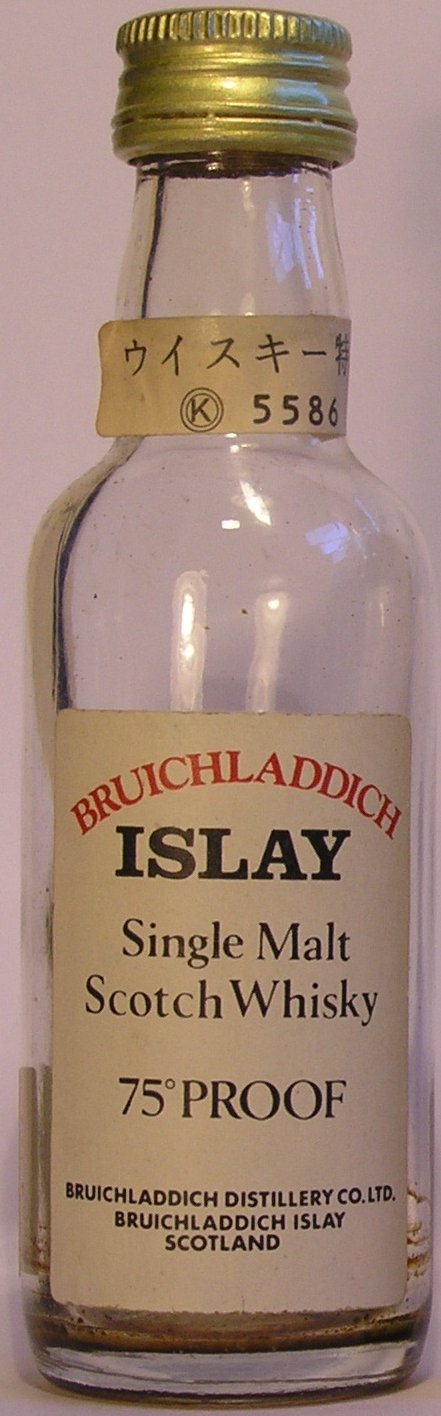 ウイスキー特
Ⓚ 5586
BRUICHLADDICH
ISLAY
Single Malt
Scotch Whisky
75° PROOF
BRUICHLADDICH DISTILLERY CO. LTD.
BRUICHLADDICH ISLAY
SCOTLAND